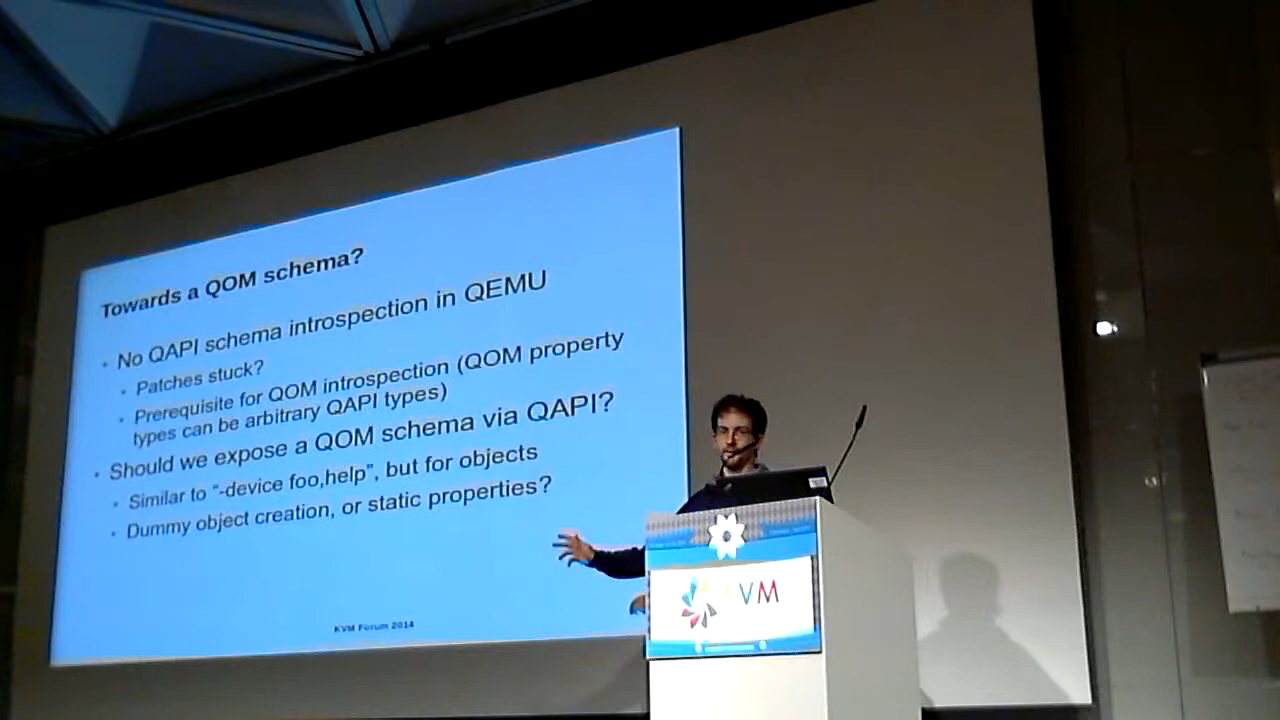 Towards a QOM schema?
• No QAPI schema introspection in QEMU
• Patches stuck?
• Prerequisite for QOM introspection (QOM property
types can be arbitrary QAPI types)
• Should we expose a QOM schema via QAPI?
• Similar to “-device foo,help”, but for objects
• Dummy object creation, or static properties?
KVM Forum 2014
VM